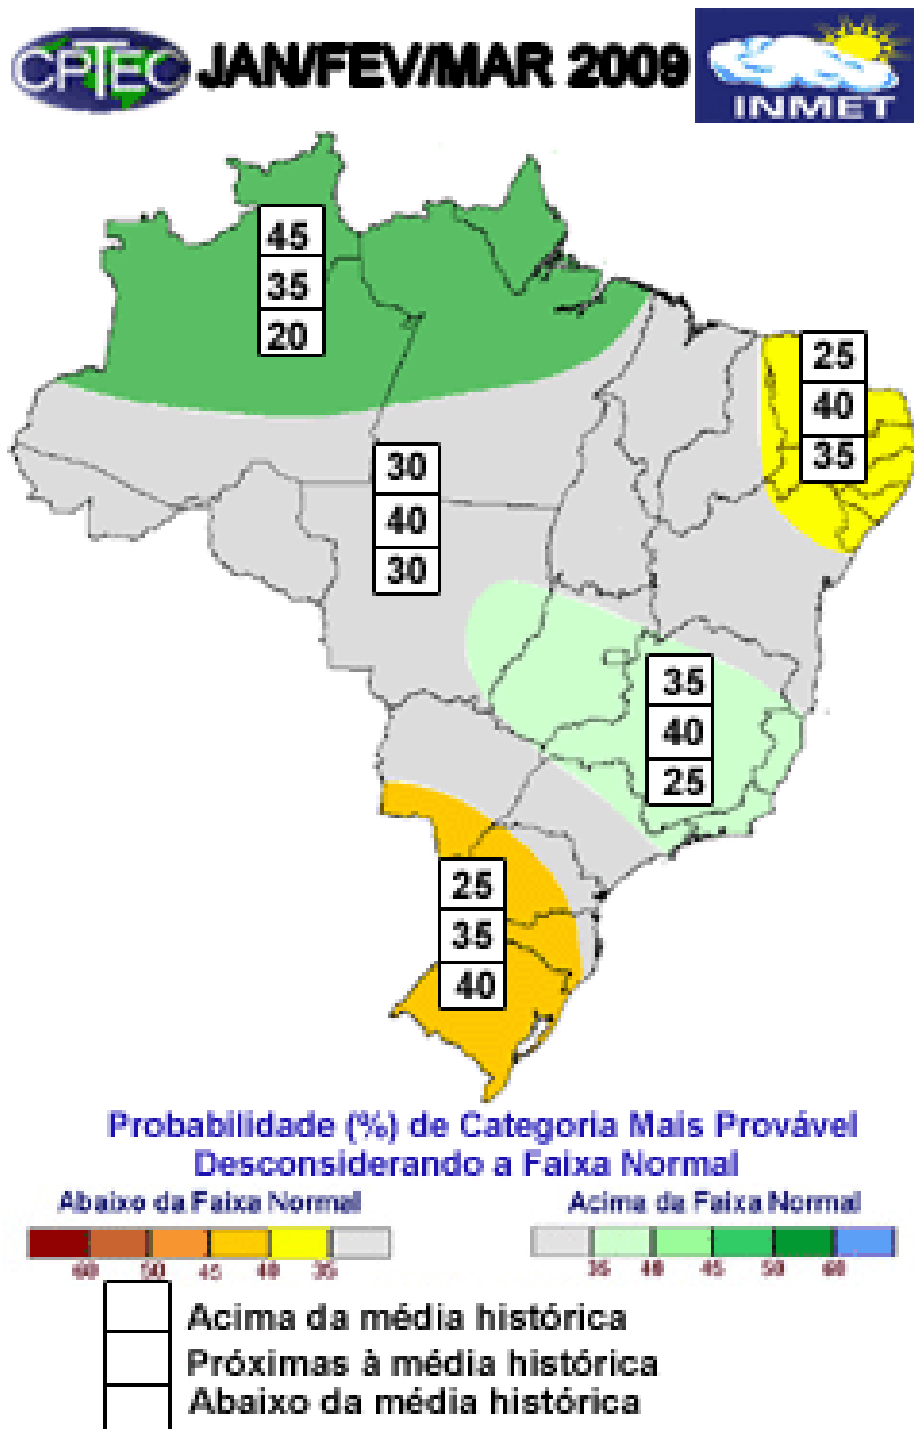 CPTEC JAN/FEV/MAR 2009 INMET
45
35
20
25
40
35
30
40
30
35
40
25
25
35
40
Probabilidade (%) de Categoria Mais Provável
Desconsiderando a Faixa Normal
Abaixo da Faixa Normal Acima da Faixa Normal
60 50 45 40 35 35 40 45 50 60
Acima da média histórica
Próximas à média histórica
Abaixo da média histórica